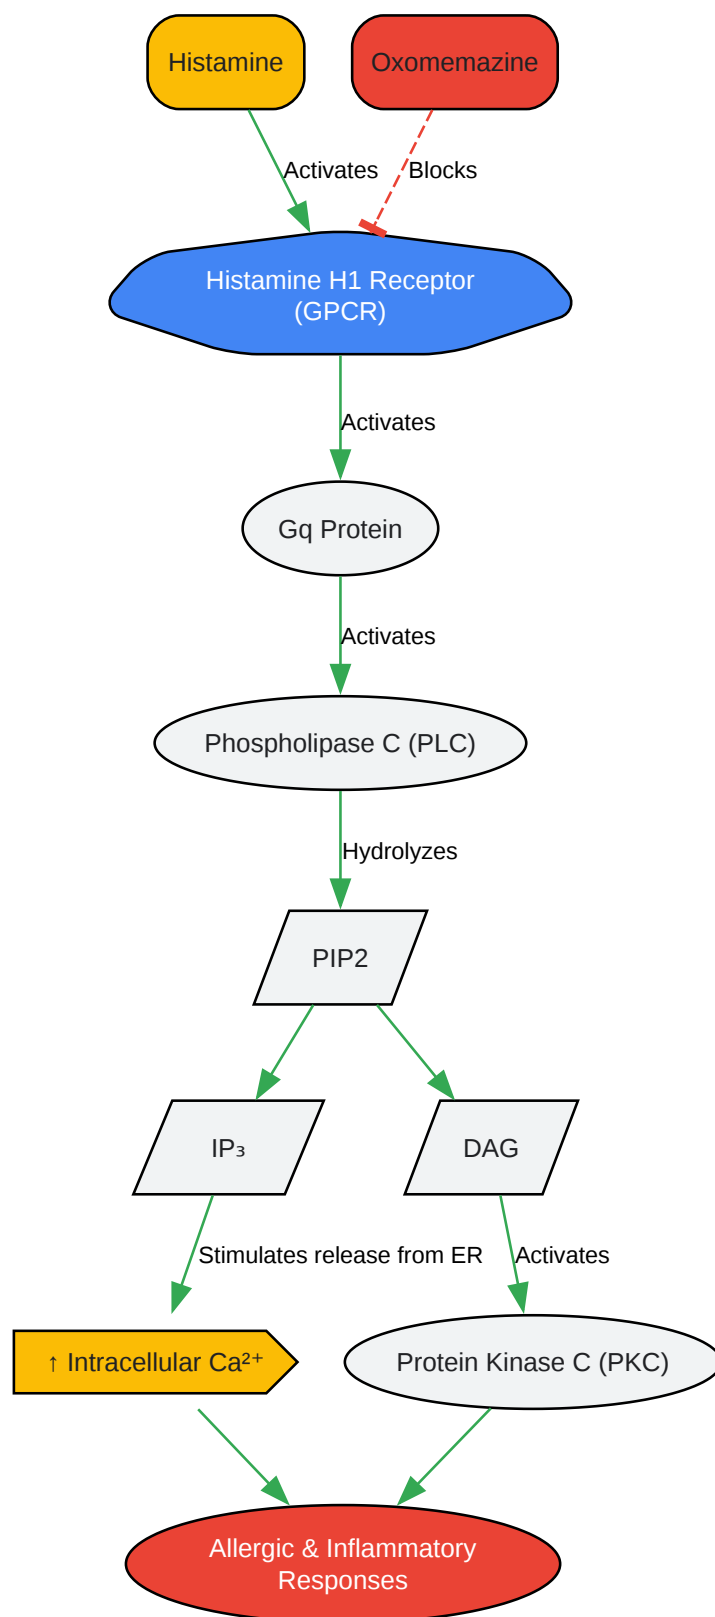 Histamine
Oxomemazine
Activates
Blocks
Histamine H1 Receptor
(GPCR)
Activates
Gq Protein
Activates
Phospholipase C (PLC)
Hydrolyzes
PIP2
IP₃
DAG
Stimulates release from ER
Activates
↑ Intracellular Ca²⁺
Protein Kinase C (PKC)
Allergic & Inflammatory
Responses